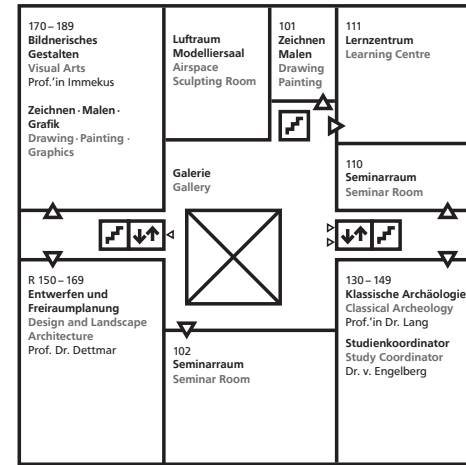 170 – 189
Bildnerisches
Gestalten
Visual Arts
Prof.'in Immekus
Zeichnen · Malen ·
Grafik
Drawing · Painting ·
Graphics
Luftraum
Modelliersaal
Airspace
Sculpting Room
101
Zeichnen
Malen
Drawing
Painting
111
Lernzentrum
Learning Centre
Galerie
Gallery
110
Seminarraum
Seminar Room
R 150 – 169
Entwerfen und
Freiraumplanung
Design and Landscape
Architecture
Prof. Dr. Dettmar
102
Seminarraum
Seminar Room
130 – 149
Klassische Archäologie
Classical Archeology
Prof.'in Dr. Lang
Studienkoordinator
Study Coordinator
Dr. v. Engelberg